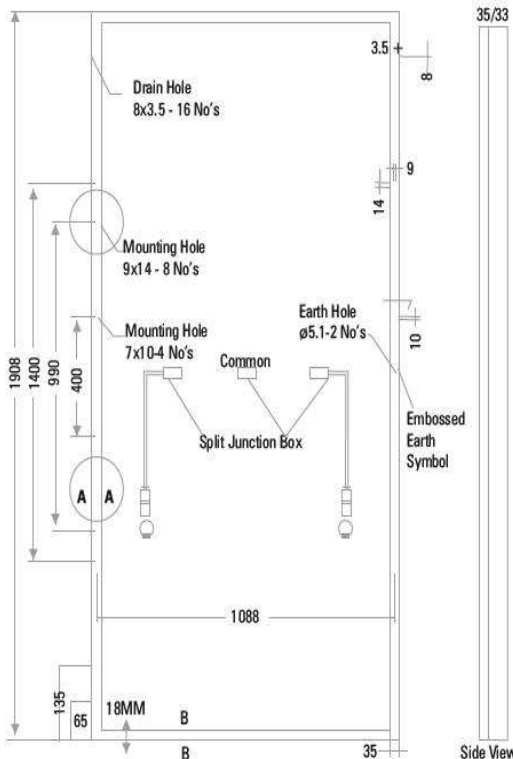 35/33
3.5
8
Drain Hole
8x3.5 - 16 No's
9
14
Mounting Hole
9x14 - 8 No's
Earth Hole
ø5.1-2 No's
10
Mounting Hole
7x10-4 No's
Common
1908
1400
990
400
Split Junction Box
Embossed
Earth
Symbol
A A
1088
135
65
18MM
B
B
35
Side View